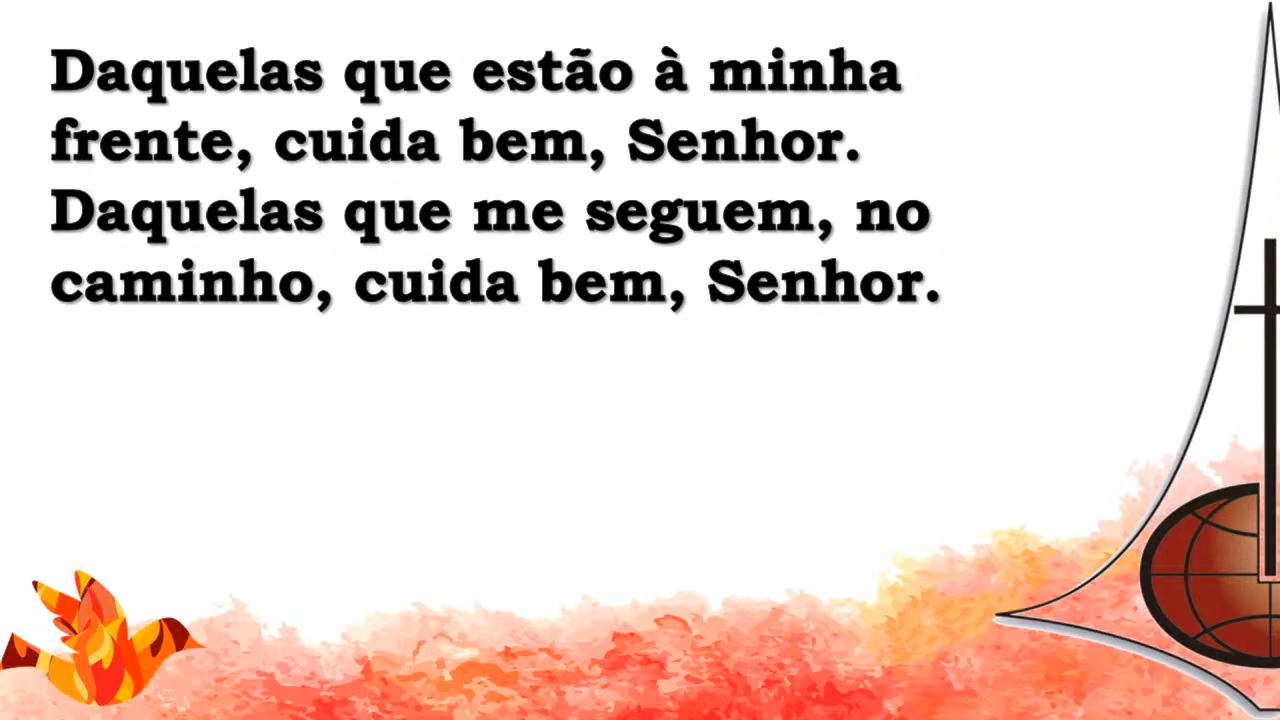 Daquelas que estão à minha
frente, cuida bem, Senhor.
Daquelas que me seguem, no
caminho, cuida bem, Senhor.